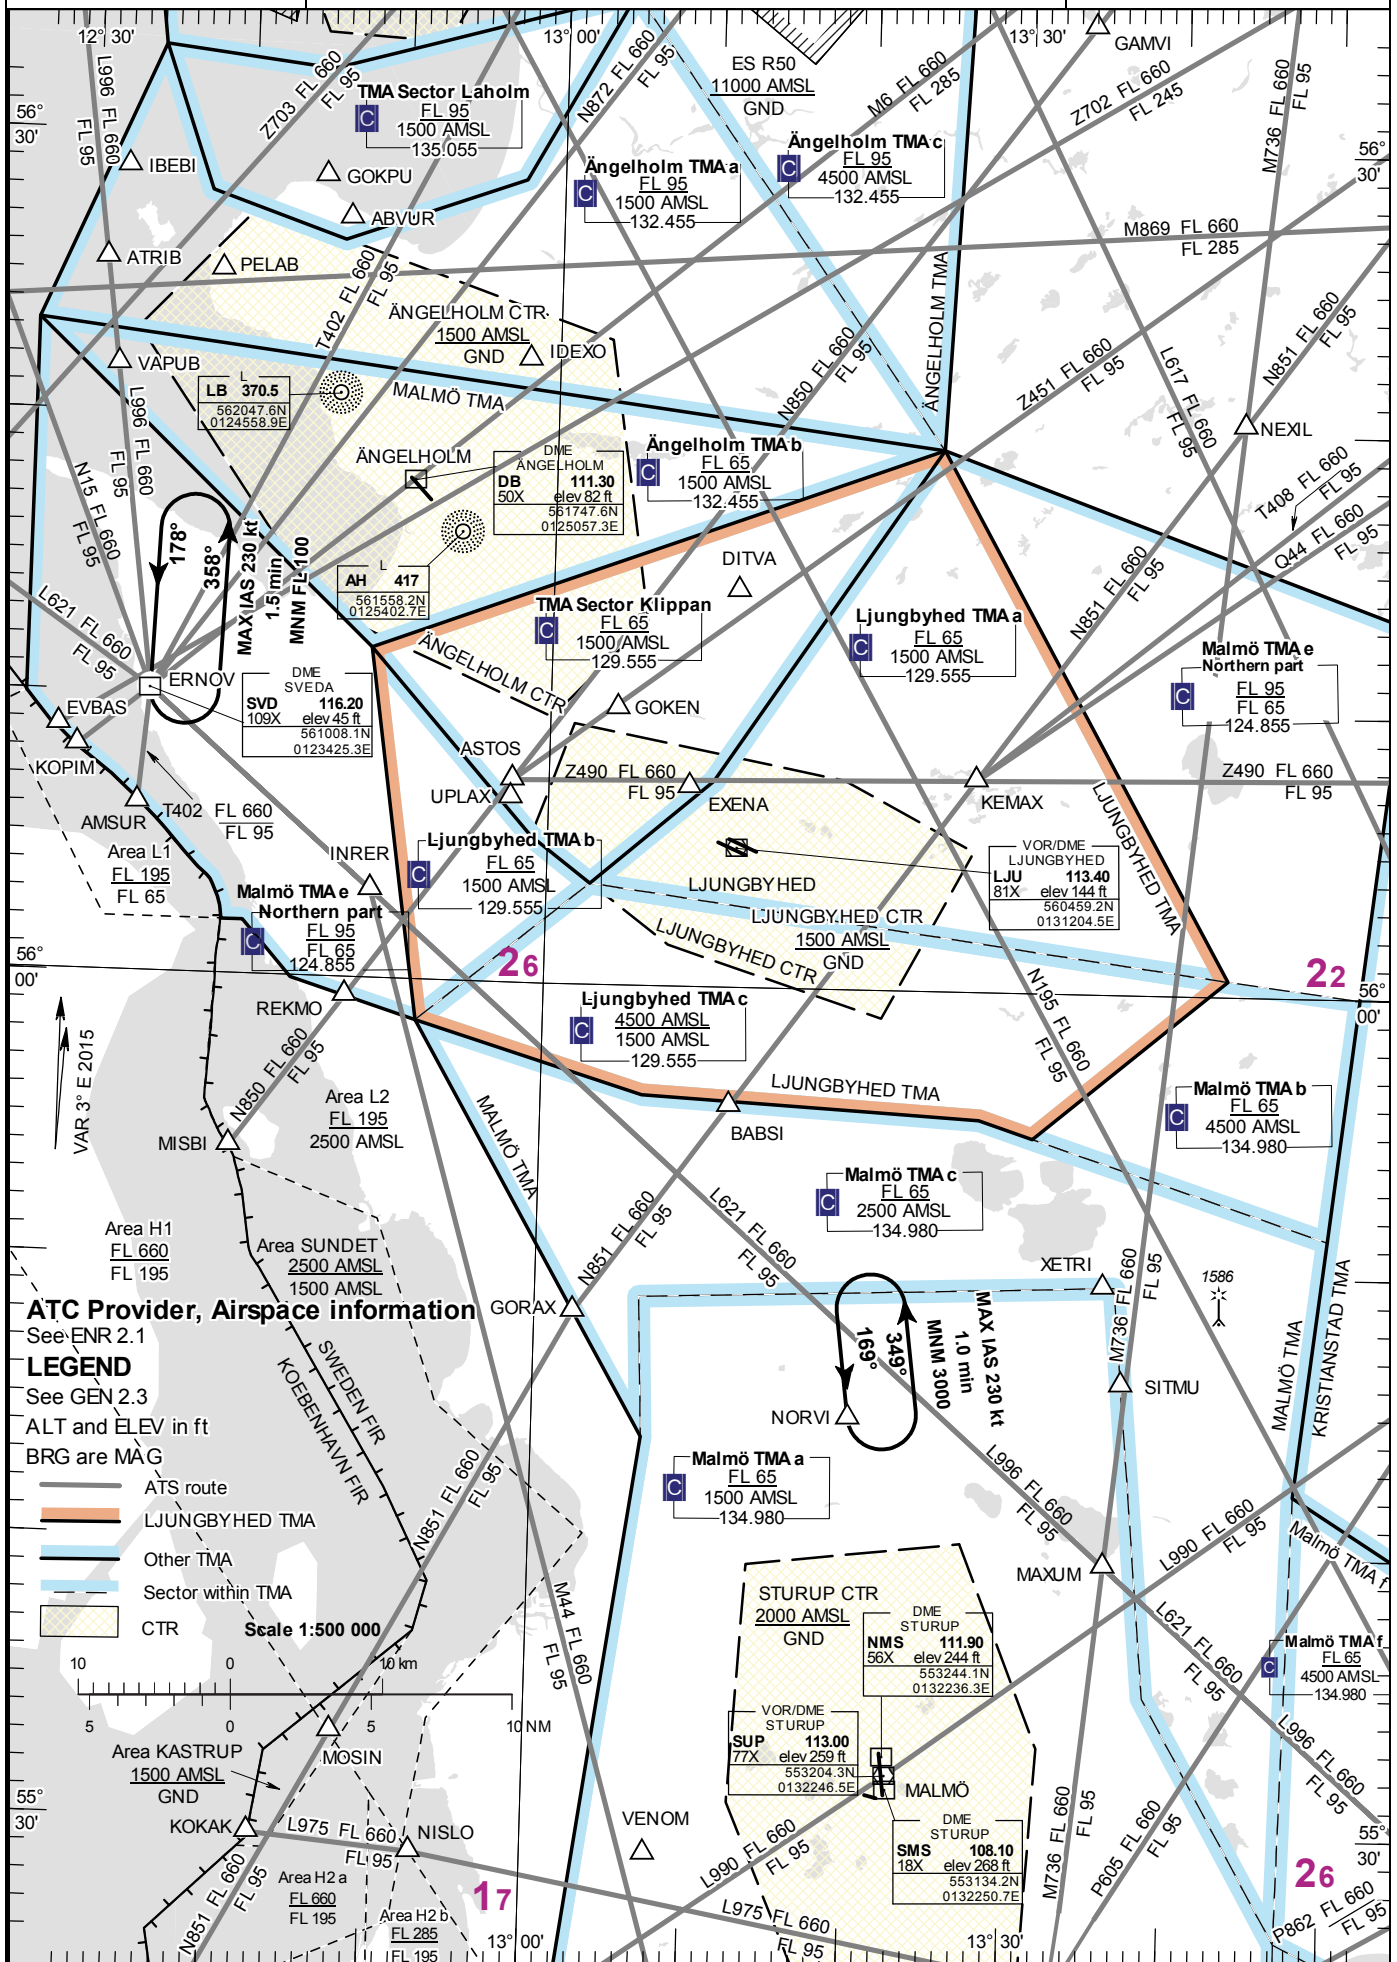 12° 30'
13° 00'
13° 30'
GAMVI
L996 FL 660
FL 95
Z703 FL 660
FL 95
N872 FL 660
FL 95
ES R50
11000 AMSL
GND
M6 FL 660
FL 285
Z702 FL 660
FL 245
M736 FL 660
FL 95
TMA Sector Laholm
C
FL 95
1500 AMSL
135.055
56°
30'
IBEBI
GOKPU
ABVUR
Ängelholm TMA a
C
FL 95
1500 AMSL
132.455
Ängelholm TMA c
C
FL 95
4500 AMSL
132.455
56°
30'
ATRIB
PELAB
M869 FL 660
FL 285
T402 FL 660
FL 95
ÄNGELHOLM CTR
1500 AMSL
GND
IDEXO
ÄNGELHOLM TMA
VAPUB
L
LB 370.5
562047.6N
0124558.9E
MALMÖ TMA
N850 FL 660
FL 95
Z451 FL 660
FL 95
L617 FL 660
FL 95
N851 FL 660
FL 95
NEXIL
L996 FL 660
FL 95
N15 FL 660
FL 95
ÄNGELHOLM
DME
ÄNGELHOLM
DB 111.30
50X elev 82 ft
561747.6N
0125057.3E
Ängelholm TMA b
C
FL 65
1500 AMSL
132.455
T408 FL 660
FL 95
Q44 FL 660
FL 95
178°
358°
MAXIAS 230 kt
1.5 min
MNM FL 100
L
AH 417
561558.2N
0125402.7E
DITVA
N851 FL 660
FL 95
L621 FL 660
FL 95
TMA Sector Klippan
C
FL 65
1500 AMSL
129.555
Ljungbyhed TMA a
C
FL 65
1500 AMSL
129.555
Malmö TMA e
Northern part
C
FL 95
FL 65
124.855
ÄNGELHOLM CTR
ERNOV
DME
SVEDA
SVD 116.20
109X elev 45 ft
561008.1N
0123425.3E
EVBAS
KOPIM
GOKEN
ASTOS
UPLAX
Z490 FL 660
FL 95
EXENA
KEMAX
Z490 FL 660
FL 95
AMSUR
T402 FL 660
FL 95
Area L1
FL 195
FL 65
INRER
Ljungbyhed TMA b
C
FL 65
1500 AMSL
129.555
LJUNGBYHED
VOR/DME
LJUNGBYHED
LJU 113.40
81X elev 144 ft
560459.2N
0131204.5E
LJUNGBYHED TMA
Malmö TMA e
Northern part
C
FL 95
FL 65
124.855
LJUNGBYHED CTR
1500 AMSL
GND
LJUNGBYHED CTR
26
22
56°
00'
56°
00'
REKMO
Ljungbyhed TMA c
C
4500 AMSL
1500 AMSL
129.555
N195 FL 660
FL 95
VAR 3° E 2015
N850 FL 660
FL 95
Area L2
FL 195
2500 AMSL
LJUNGBYHED TMA
Malmö TMA b
C
FL 65
4500 AMSL
134.980
MISBI
MALMÖ TMA
BABSI
Malmö TMA c
C
FL 65
2500 AMSL
134.980
L621 FL 660
FL 95
Area H1
FL 660
FL 195
Area SUNDET
2500 AMSL
1500 AMSL
N851 FL 660
FL 95
XETRI
M736 FL 660
FL 95
1586
MALMÖ TMA
KRISTIANSTAD TMA
GORAX
ATC Provider, Airspace information
See ENR 2.1
LEGEND
See GEN 2.3
ALT and ELEV in ft
BRG are MAG
ATS route
LJUNGBYHED TMA
Other TMA
Sector within TMA
CTR
Scale 1:500 000
SWEDEN FIR
KOEBENHAVN FIR
169°
349°
MAX IAS 230 kt
1.0 min
MNM 3000
NORVI
SITMU
Malmö TMA a
C
FL 65
1500 AMSL
134.980
N851 FL 660
FL 95
L996 FL 660
FL 95
L990 FL 660
FL 95
Malmö TMA f
MAXUM
STURUP CTR
2000 AMSL
GND
DME
STURUP
NMS 111.90
56X elev 244 ft
553244.1N
0132236.3E
M44 FL 660
FL 95
L621 FL 660
FL 95
Malmö TMA f
C
FL 65
4500 AMSL
134.980
10 0 10 km
5 0 5 10 NM
VOR/DME
STURUP
SUP 113.00
77X elev 259 ft
553204.3N
0132246.5E
L996 FL 660
FL 95
MOSIN
Area KASTRUP
1500 AMSL
GND
MALMÖ
55°
30'
KOKAK
L975 FL 660
FL 95
NISLO
VENOM
DME
STURUP
SMS 108.10
18X elev 268 ft
553134.2N
0132250.7E
55°
30'
L990 FL 660
FL 95
M736 FL 660
FL 95
P605 FL 660
FL 95
26
Area H2 a
FL 660
FL 195
Area H2 b
FL 285
FL 195
17
N851 FL 660
FL 95
L975 FL 660
FL 95
P862 FL 660
FL 95
13° 00'
13° 30'